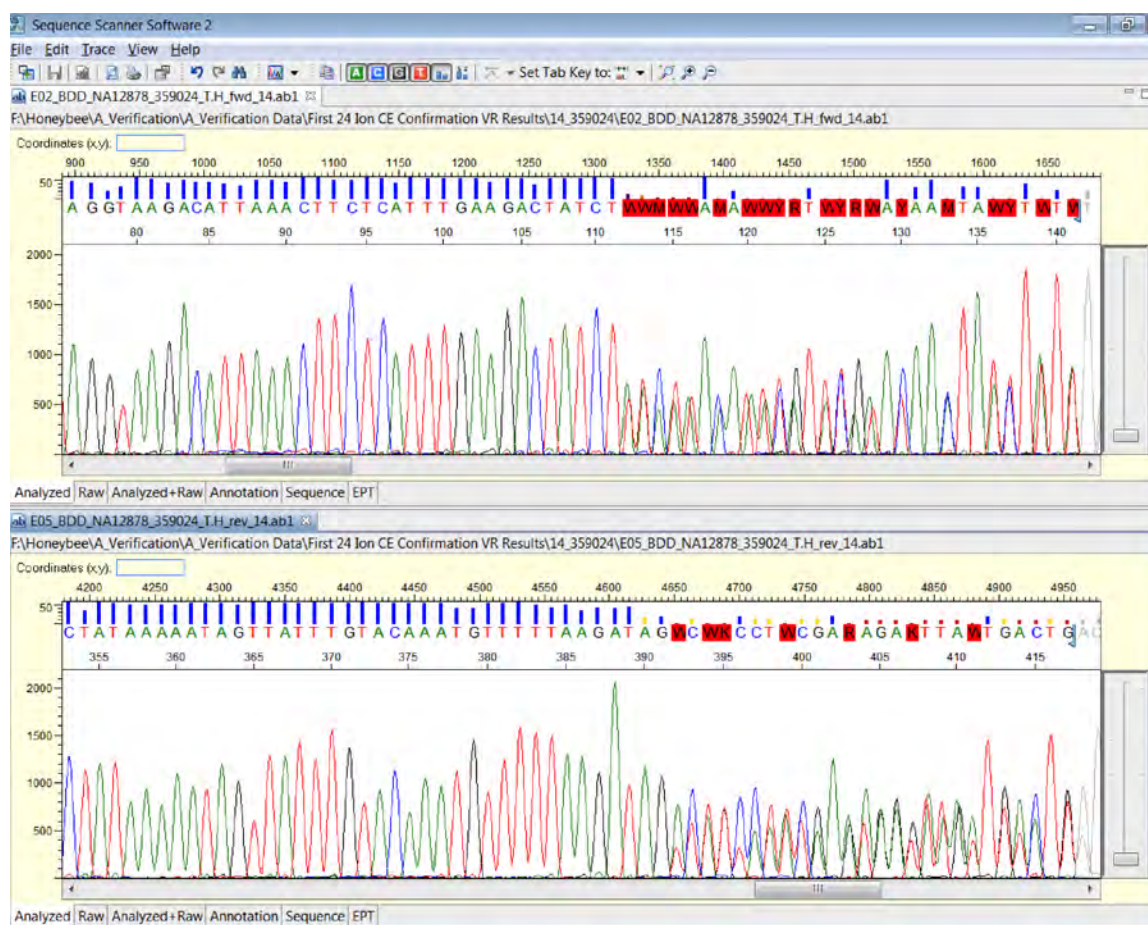 Sequence Scanner Software 2
File Edit Trace View Help
A C G T Set Tab Key to:
E02_BDD_NA12878_359024_T.H_fwd_14.ab1
F:\Honeybee\A_Verification\A_Verification Data\First 24 Ion CE Confirmation VR Results\14_359024\E02_BDD_NA12878_359024_T.H_fwd_14.ab1
Coordinates (x,y):
900 950 1000 1050 1100 1150 1200 1250 1300 1350 1400 1450 1500 1550 1600 1650
50
AGGTAAGACATTAAACTTCTCATTTGAAGACTATCTWWMWWAMAWWYRTWYRWAYAAMTAWYTWTWT
80 85 90 95 100 105 110 115 120 125 130 135 140
2000
1500
1000
500
Analyzed Raw Analyzed+Raw Annotation Sequence EPT
E05_BDD_NA12878_359024_T.H_rev_14.ab1
F:\Honeybee\A_Verification\A_Verification Data\First 24 Ion CE Confirmation VR Results\14_359024\E05_BDD_NA12878_359024_T.H_rev_14.ab1
Coordinates (x,y):
4200 4250 4300 4350 4400 4450 4500 4550 4600 4650 4700 4750 4800 4850 4900 4950
50
CTATAAAAATAGTTATTTGTACAAATGTTTTTAAGATAGWCWKCCTWCGARAGAKTTAWTGACTGAC
355 360 365 370 375 380 385 390 395 400 405 410 415
2000
1500
1000
500
Analyzed Raw Analyzed+Raw Annotation Sequence EPT